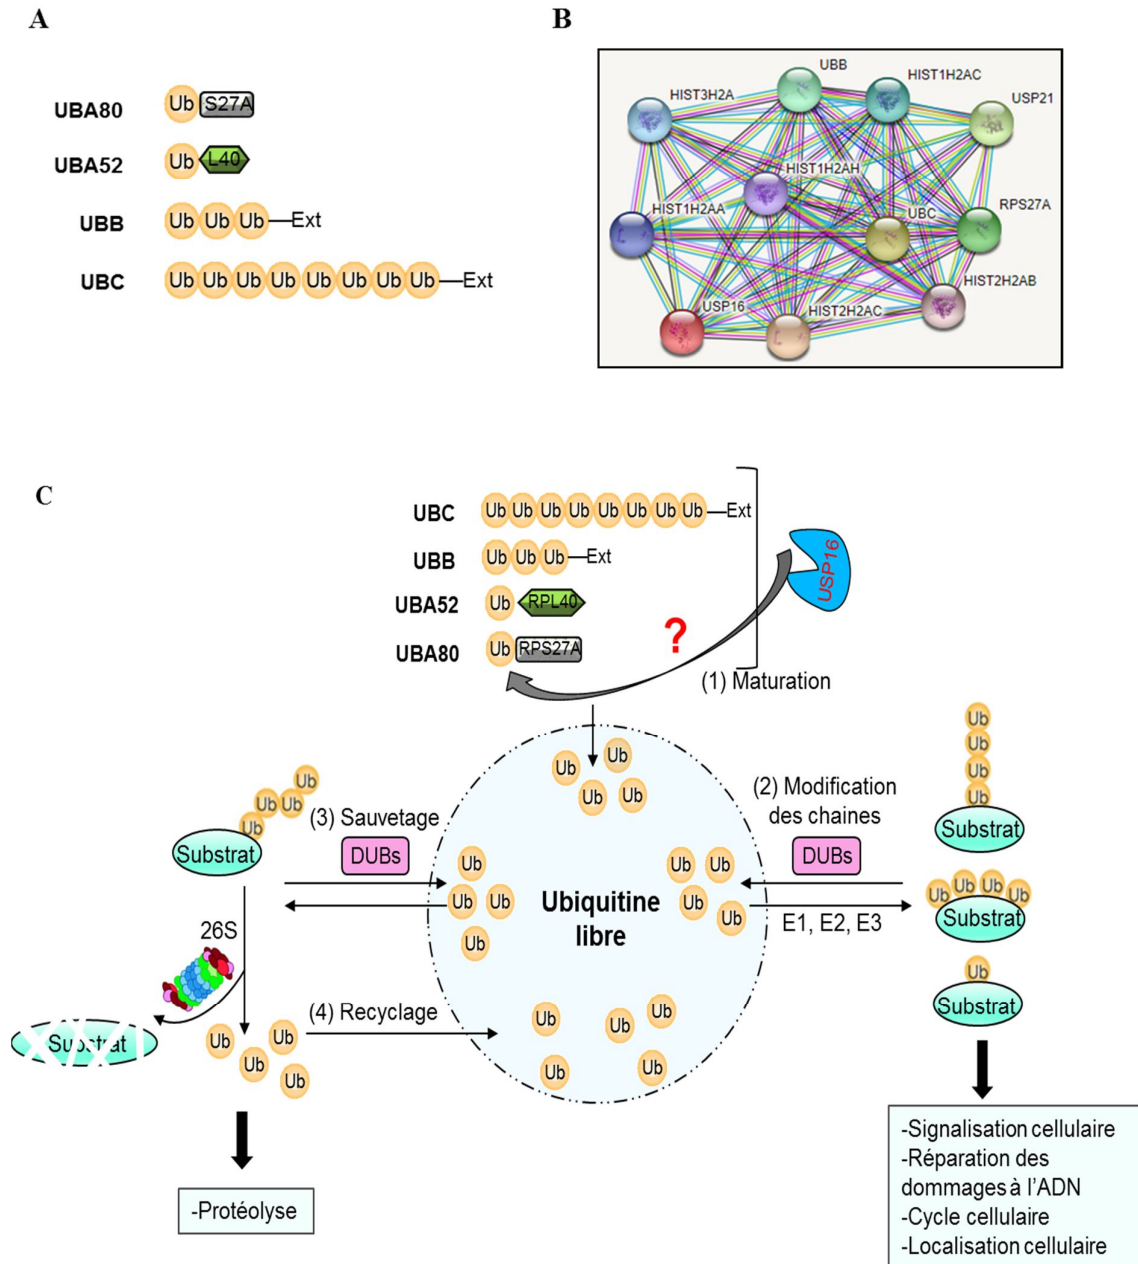 A
UBA80
Ub S27A
UBA52
Ub L40
UBB
Ub Ub Ub Ext
UBC
Ub Ub Ub Ub Ub Ub Ub Ub Ext
B
UBB
HIST1H2AC
HIST3H2A
USP21
HIST1H2AH
HIST1H2AA
UBC
RPS27A
HIST2H2AB
USP16
HIST2H2AC
C
UBC
Ub Ub Ub Ub Ub Ub Ub Ub Ext
UBB
Ub Ub Ub Ext
UBA52
Ub RPL40
UBA80
Ub RPS27A
USP16
?
(1) Maturation
Ub Ub Ub Ub
(3) Sauvetage
DUBs
Ub Ub Ub Ub
Substrat
26S
Substrat
Ub Ub Ub Ub
(4) Recyclage
-Protéolyse
Ub Ub Ub Ub
Ubiquitine
libre
Ub Ub Ub Ub
Ub Ub Ub Ub Ub
(2) Modification
des chaines
DUBs
E1, E2, E3
Ub
Ub
Ub
Ub
Substrat
Ub Ub Ub Ub
Substrat
Ub
Substrat
-Signalisation cellulaire
-Réparation des
dommages à l'ADN
-Cycle cellulaire
-Localisation cellulaire